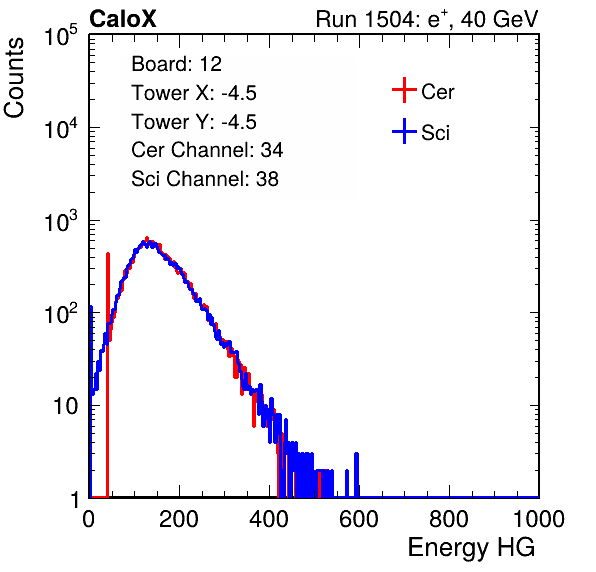 CaloX Run 1504: e⁺, 40 GeV
Counts
Board: 12
Tower X: -4.5
Tower Y: -4.5
Cer Channel: 34
Sci Channel: 38
Cer
Sci
10⁵
10⁴
10³
10²
10
1
0 200 400 600 800 1000
Energy HG